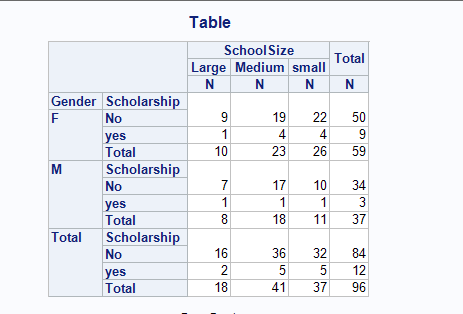 Table
SchoolSize Total
Large Medium small
N N N N
Gender Scholarship
F No 9 19 22 50
yes 1 4 4 9
Total 10 23 26 59
M Scholarship
No 7 17 10 34
yes 1 1 1 3
Total 8 18 11 37
Total Scholarship
No 16 36 32 84
yes 2 5 5 12
Total 18 41 37 96